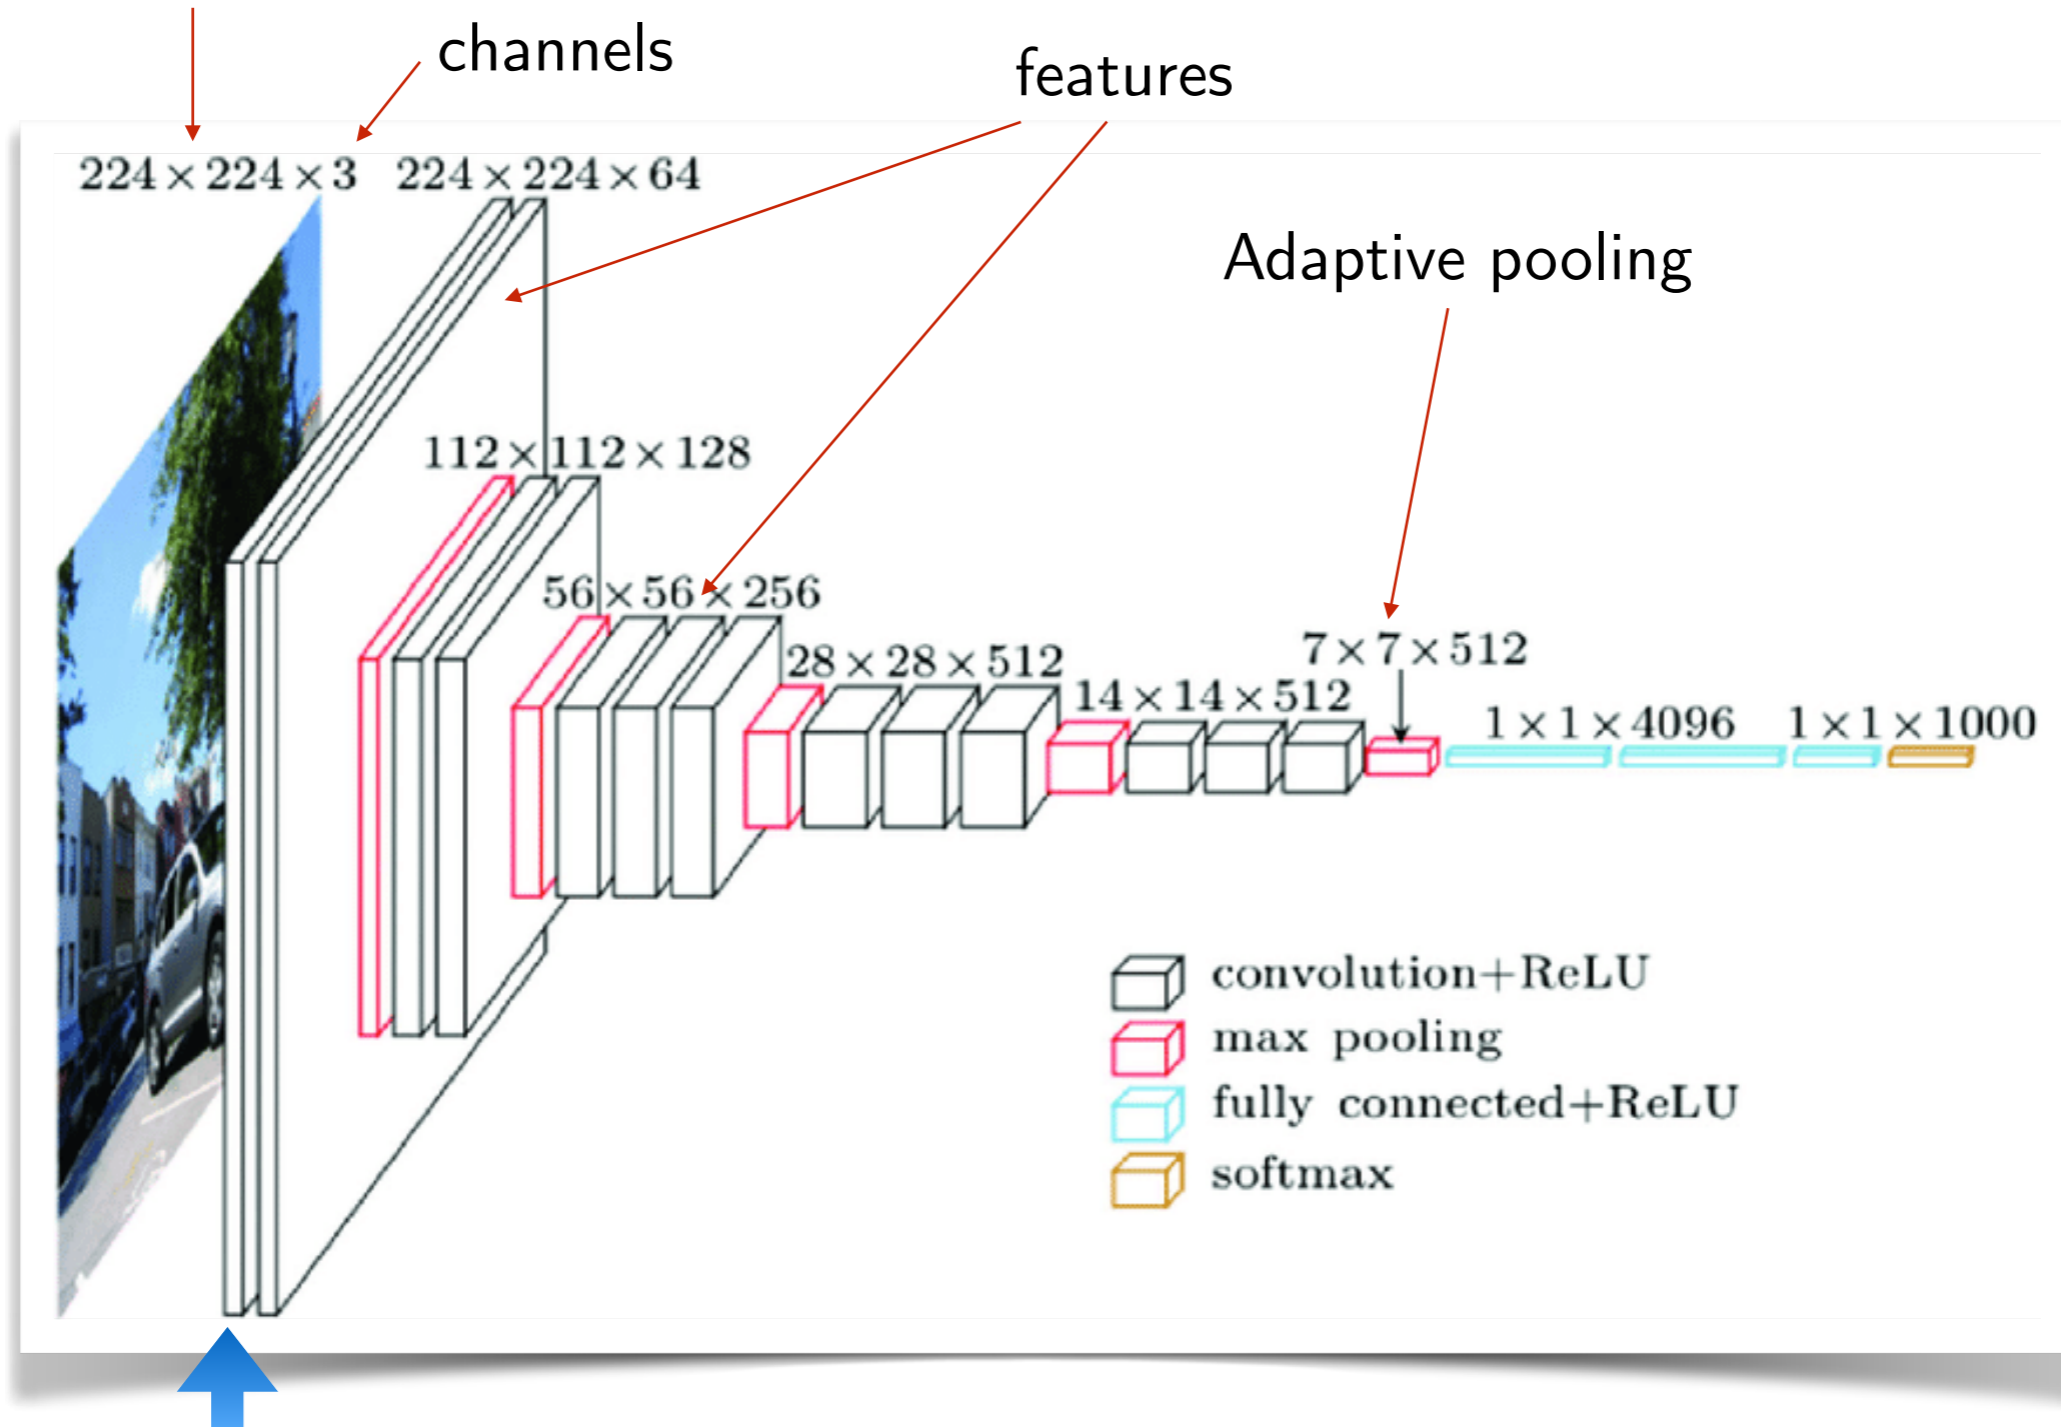 channels
features
224×224×3
224×224×64
Adaptive pooling
112×112×128
56×56×256
28×28×512
7×7×512
14×14×512
1×1×4096
1×1×1000
convolution+ReLU
max pooling
fully connected+ReLU
softmax